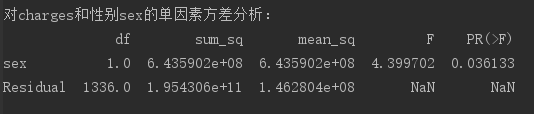 对charges和性别sex的单因素方差分析：
df sum_sq mean_sq F PR(>F)
sex 1.0 6.435902e+08 6.435902e+08 4.399702 0.036133
Residual 1336.0 1.954306e+11 1.462804e+08 NaN NaN